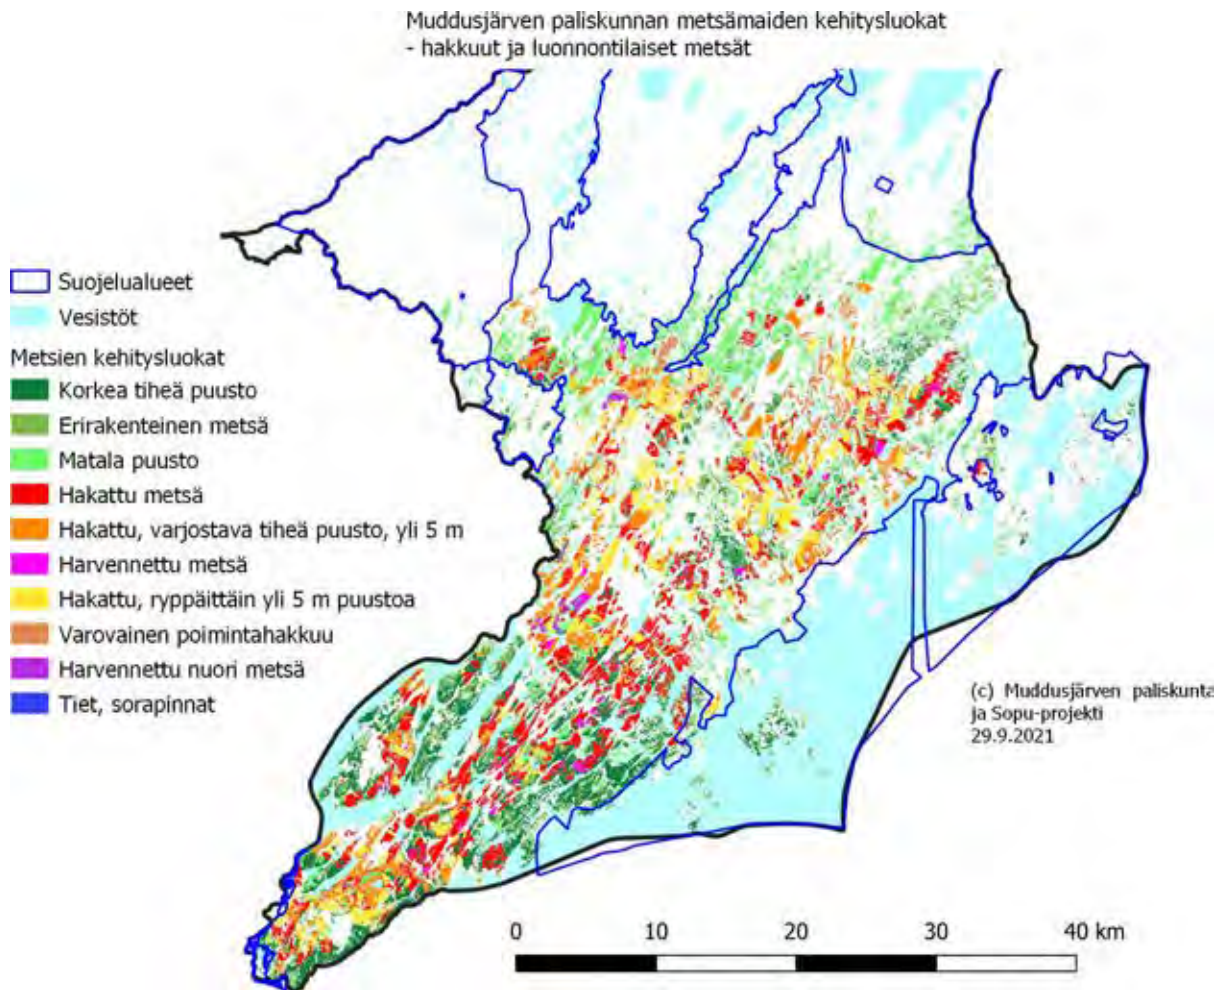 Muddusjärven paliskunnan metsämaiden kehitysluokat
- hakkuut ja luonnontilaiset metsät
Suojelualueet
Vesistöt
Metsien kehitysluokat
Korkea tiheä puusto
Erirakenteinen metsä
Matala puusto
Hakattu metsä
Hakattu, varjostava tiheä puusto, yli 5 m
Harvennettu metsä
Hakattu, ryppäittäin yli 5 m puustoa
Varovainen poimintahakkuu
Harvennettu nuori metsä
Tiet, sorapinnat
(c) Muddusjärven paliskunta
ja Sopu-projekti
29.9.2021
0 10 20 30 40 km